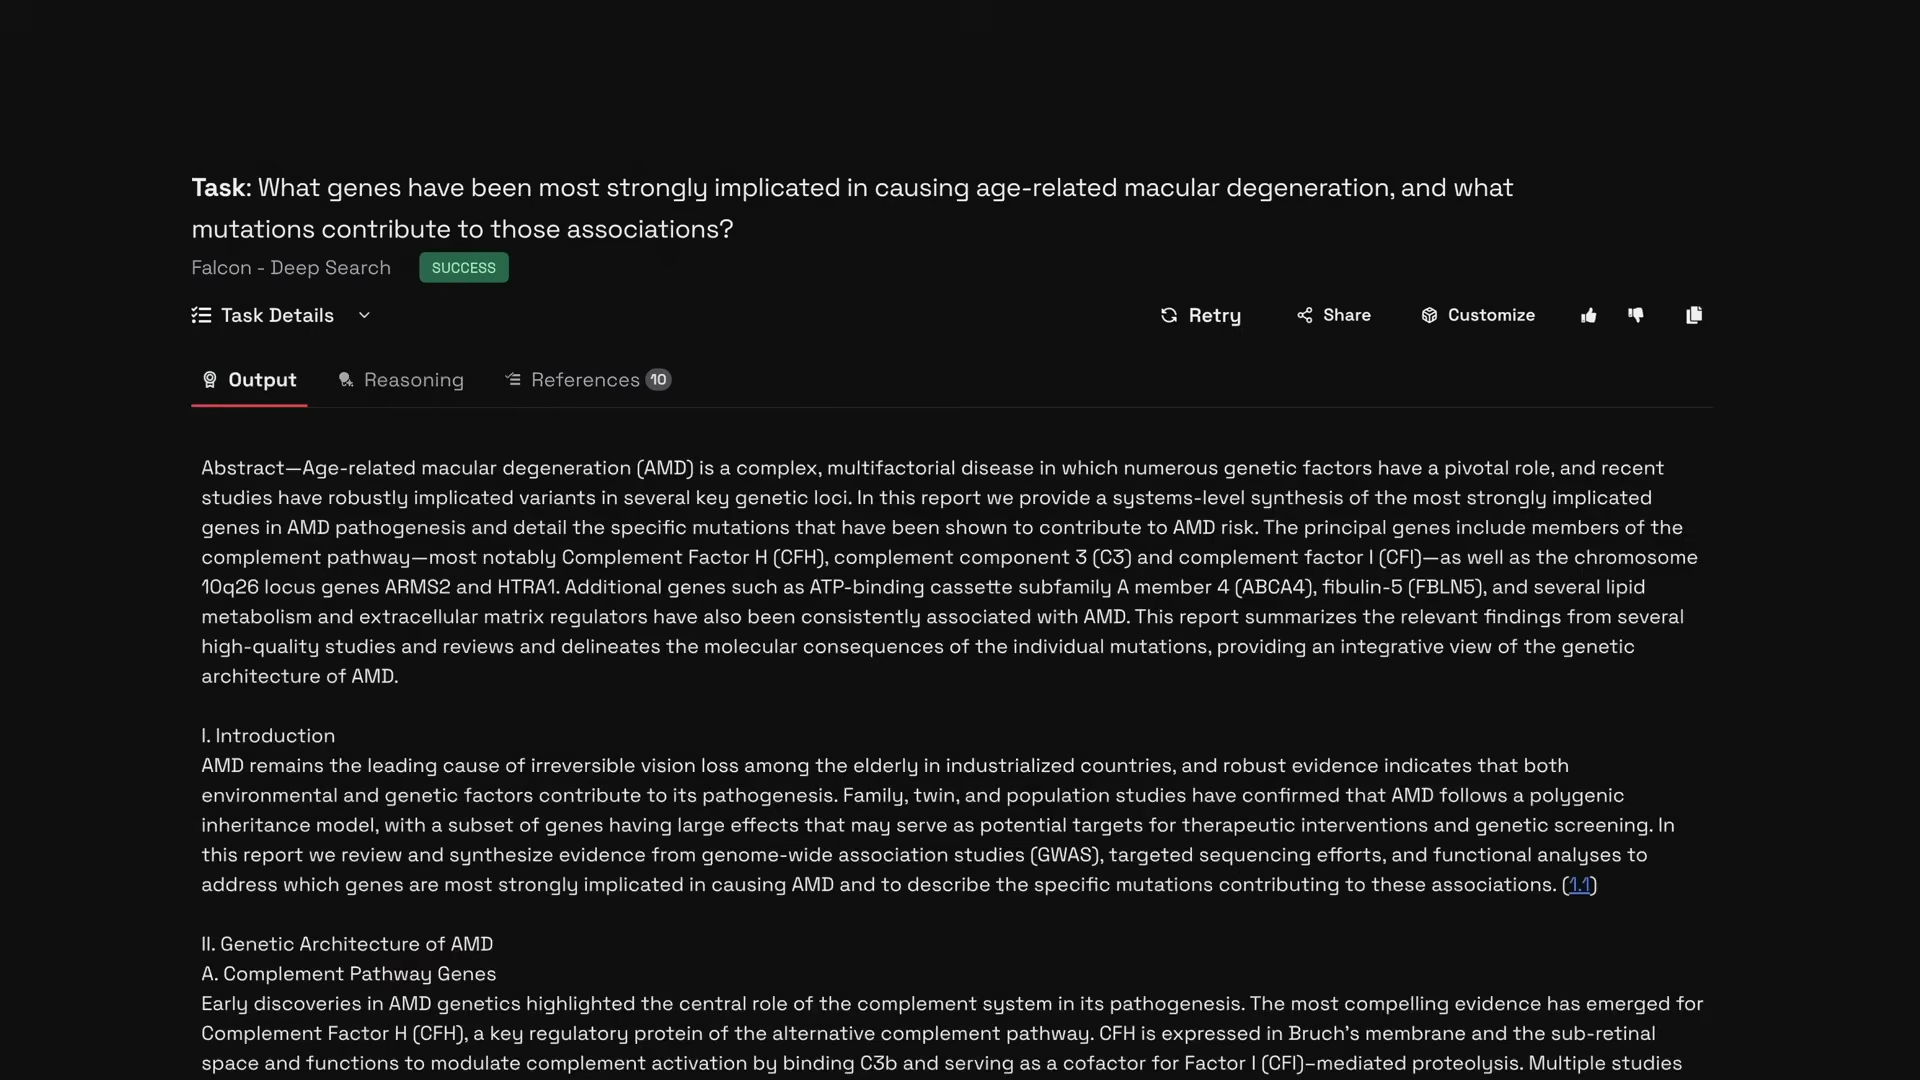 Task: What genes have been most strongly implicated in causing age-related macular degeneration, and what
mutations contribute to those associations?
Falcon - Deep Search SUCCESS
Task Details Retry Share Customize
Output Reasoning References 10
Abstract—Age-related macular degeneration (AMD) is a complex, multifactorial disease in which numerous genetic factors have a pivotal role, and recent
studies have robustly implicated variants in several key genetic loci. In this report we provide a systems-level synthesis of the most strongly implicated
genes in AMD pathogenesis and detail the specific mutations that have been shown to contribute to AMD risk. The principal genes include members of the
complement pathway—most notably Complement Factor H (CFH), complement component 3 (C3) and complement factor I (CFI)—as well as the chromosome
10q26 locus genes ARMS2 and HTRA1. Additional genes such as ATP-binding cassette subfamily A member 4 (ABCA4), fibulin-5 (FBLN5), and several lipid
metabolism and extracellular matrix regulators have also been consistently associated with AMD. This report summarizes the relevant findings from several
high-quality studies and reviews and delineates the molecular consequences of the individual mutations, providing an integrative view of the genetic
architecture of AMD.
I. Introduction
AMD remains the leading cause of irreversible vision loss among the elderly in industrialized countries, and robust evidence indicates that both
environmental and genetic factors contribute to its pathogenesis. Family, twin, and population studies have confirmed that AMD follows a polygenic
inheritance model, with a subset of genes having large effects that may serve as potential targets for therapeutic interventions and genetic screening. In
this report we review and synthesize evidence from genome-wide association studies (GWAS), targeted sequencing efforts, and functional analyses to
address which genes are most strongly implicated in causing AMD and to describe the specific mutations contributing to these associations. (1.1)
II. Genetic Architecture of AMD
A. Complement Pathway Genes
Early discoveries in AMD genetics highlighted the central role of the complement system in its pathogenesis. The most compelling evidence has emerged for
Complement Factor H (CFH), a key regulatory protein of the alternative complement pathway. CFH is expressed in Bruch's membrane and the sub-retinal
space and functions to modulate complement activation by binding C3b and serving as a cofactor for Factor I (CFI)–mediated proteolysis. Multiple studies